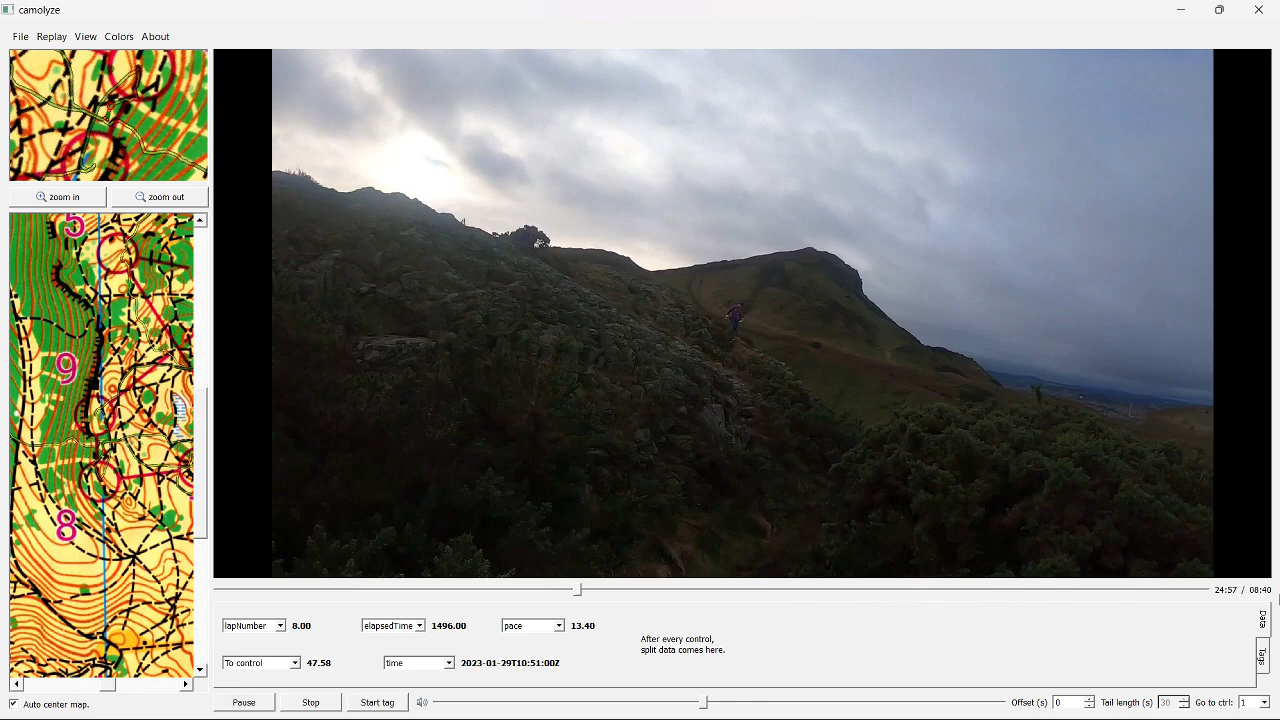 camolyze
File Replay View Colors About
zoom in zoom out
5
9
8
24:57 / 08:40
lapNumber 8.00 elapsedTime 1496.00 pace 13.40
After every control,
split data comes here.
To control 47.58 time 2023-01-29T10:51:00Z
Data
Tags
Auto center map.
Pause Stop Start tag Offset (s) 0 Tail length (s) 30 Go to ctrl: 1